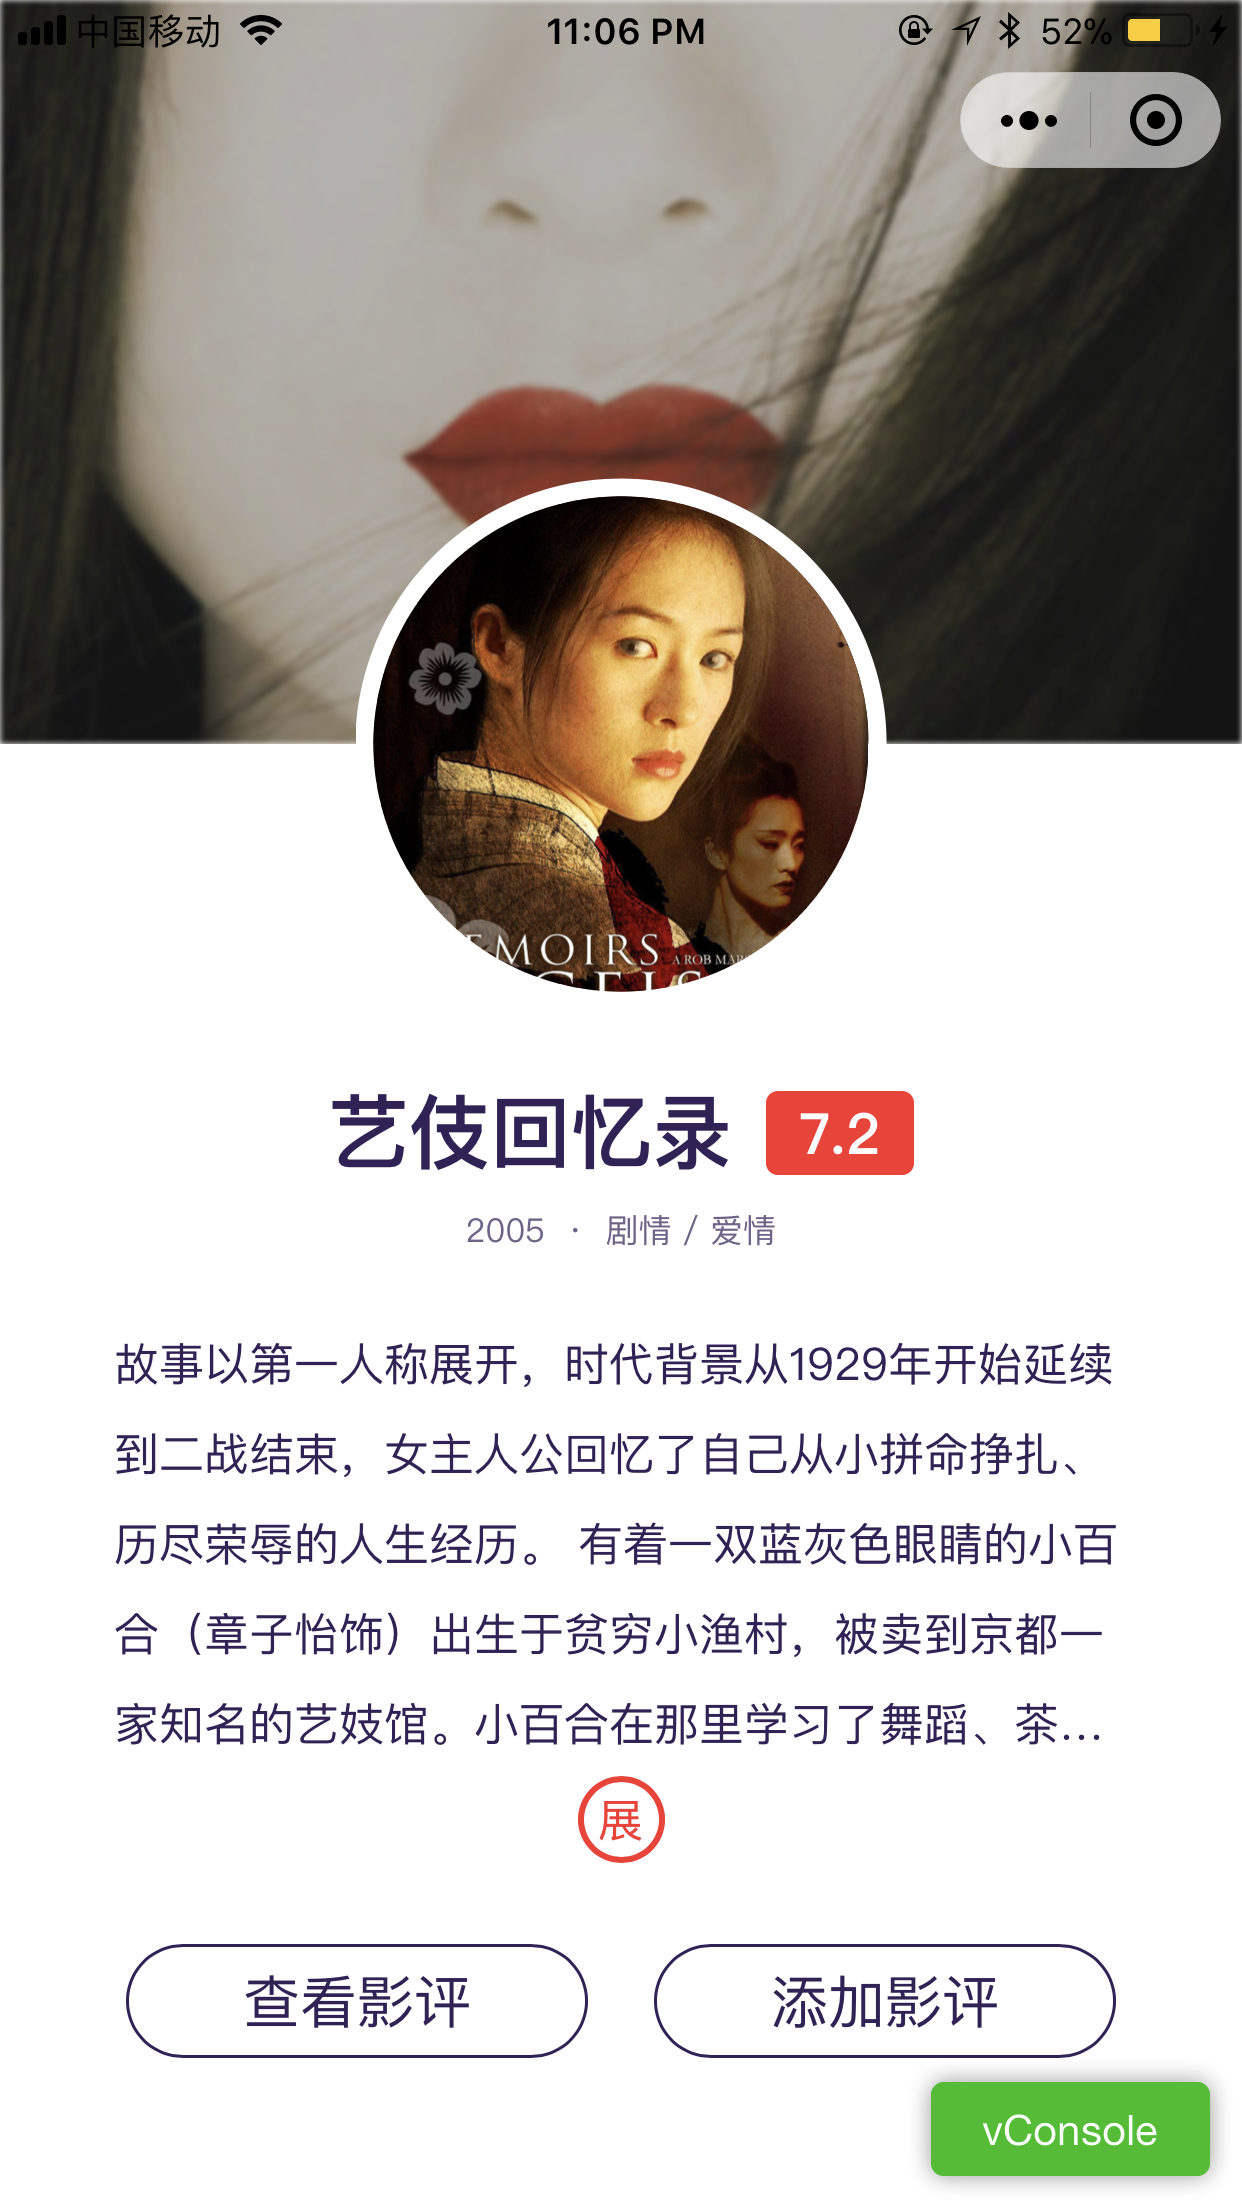 中国移动
11:06 PM
52%
EMOIRS
A ROB MAR
GEIS
艺伎回忆录 7.2
2005 · 剧情 / 爱情
故事以第一人称展开，时代背景从1929年开始延续
到二战结束，女主人公回忆了自己从小拼命挣扎、
历尽荣辱的人生经历。 有着一双蓝灰色眼睛的小百
合（章子怡饰）出生于贫穷小渔村，被卖到京都一
家知名的艺妓馆。小百合在那里学习了舞蹈、茶...
展
查看影评
添加影评
vConsole